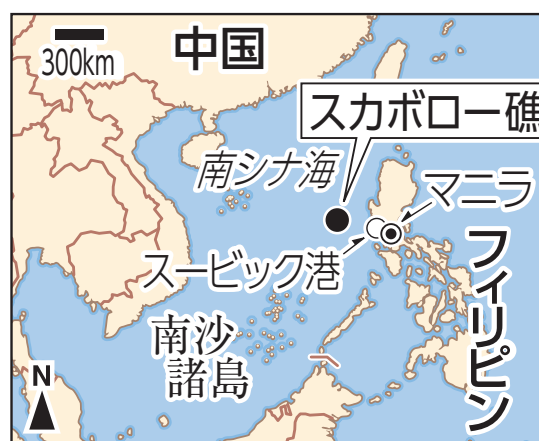 中国
300km
スカボロー礁
南シナ海
マニラ
スービック港
フィリピン
南沙
諸島
N